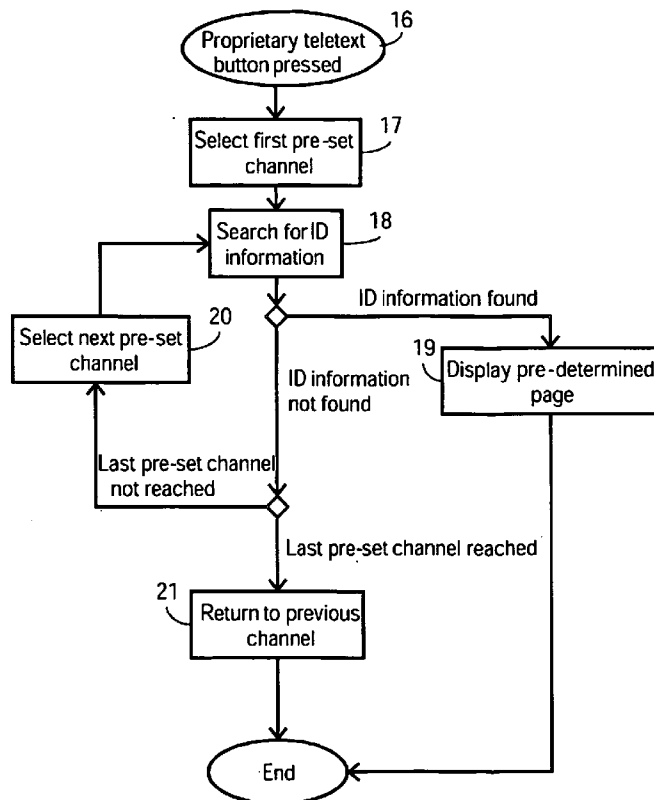 16
Proprietary teletext
button pressed
17
Select first pre-set
channel
18
Search for ID
information
ID information found
20
Select next pre-set
channel
19
Display pre-determined
page
ID information
not found
Last pre-set channel
not reached
Last pre-set channel reached
21
Return to previous
channel
End